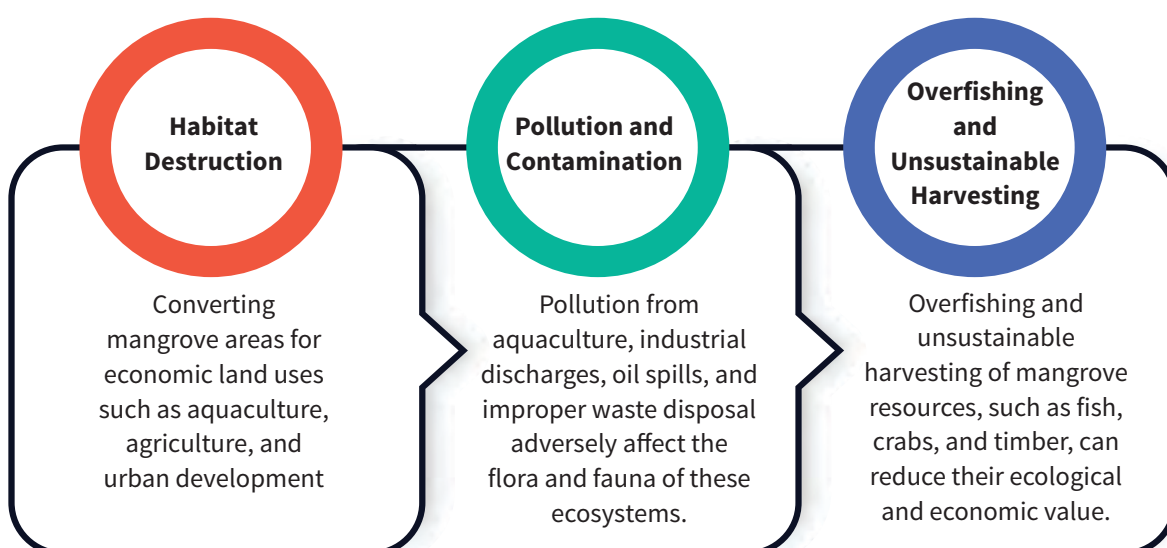 Habitat
Destruction
Converting
mangrove areas for
economic land uses
such as aquaculture,
agriculture, and
urban development
Pollution and
Contamination
Pollution from
aquaculture, industrial
discharges, oil spills, and
improper waste disposal
adversely affect the
flora and fauna of these
ecosystems.
Overfishing
and
Unsustainable
Harvesting
Overfishing and
unsustainable
harvesting of mangrove
resources, such as fish,
crabs, and timber, can
reduce their ecological
and economic value.